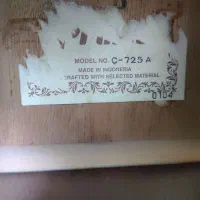 MODEL NO. C-725 A
MADE IN INDONESIA
CRAFTED WITH SELECTED MATERIAL